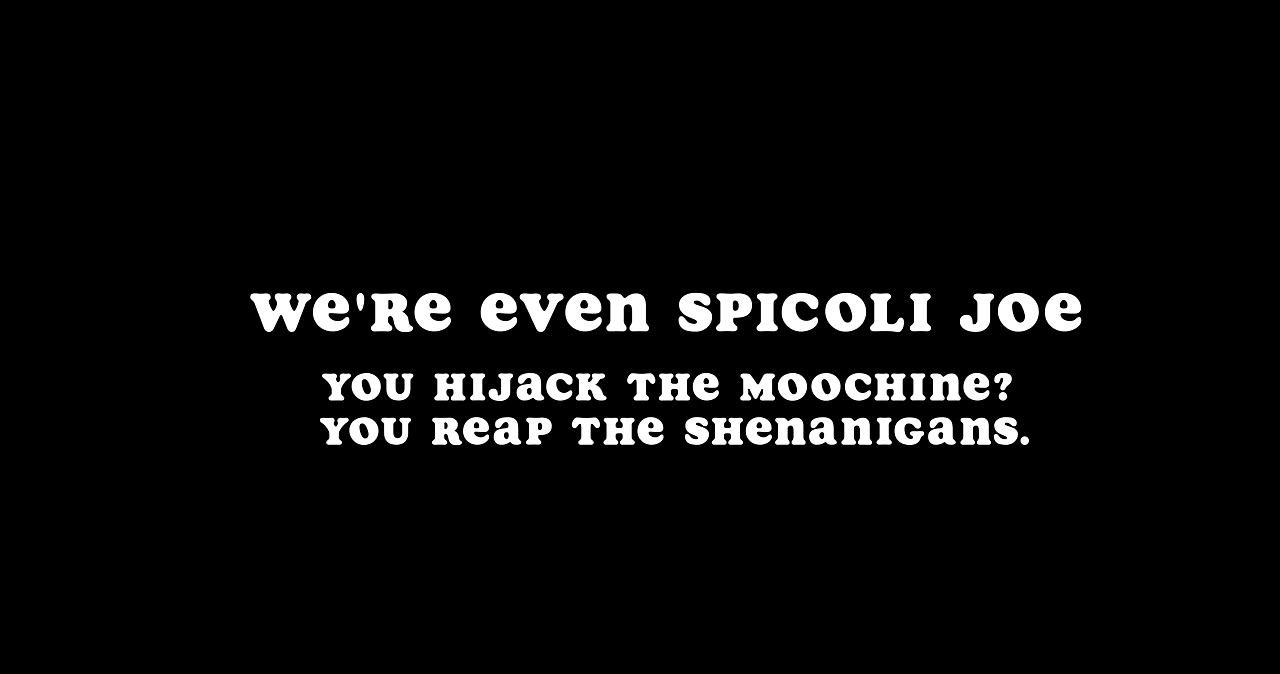 We're even Spicoli Joe
You hijack the Moochine?
You reap the shenanigans.